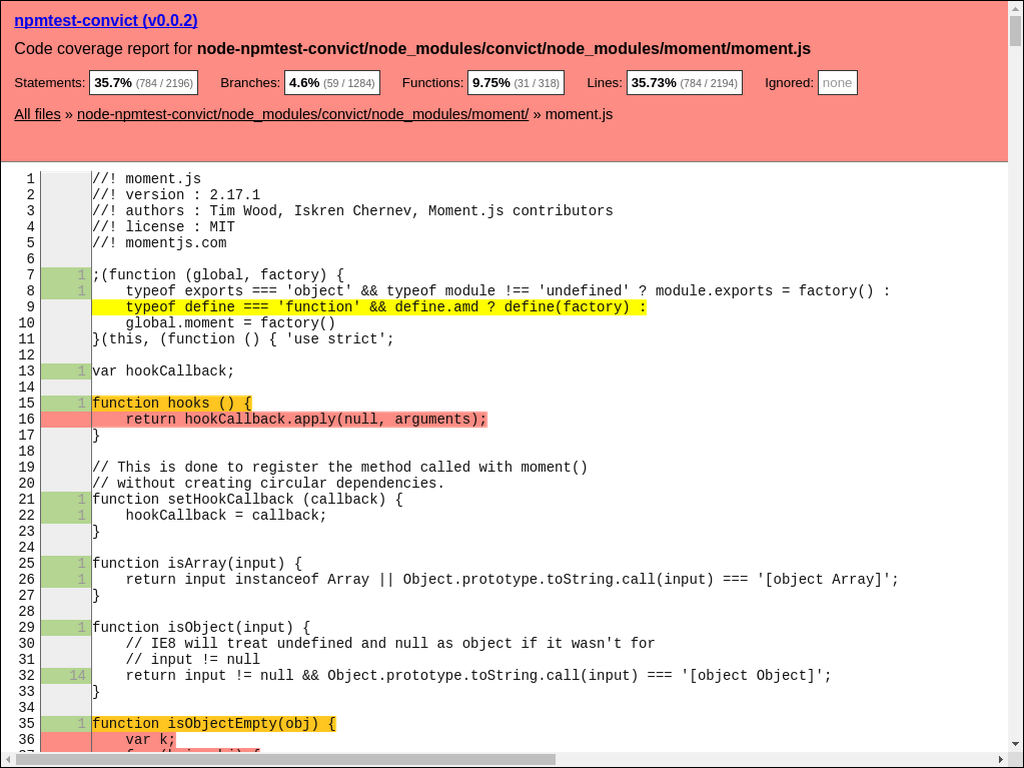 npmtest-convict (v0.0.2)
Code coverage report for node-npmtest-convict/node_modules/convict/node_modules/moment/moment.js
Statements: 35.7% (784 / 2196) Branches: 4.6% (59 / 1284) Functions: 9.75% (31 / 318) Lines: 35.73% (784 / 2194) Ignored: none
All files » node-npmtest-convict/node_modules/convict/node_modules/moment/ » moment.js
1 //! moment.js
2 //! version : 2.17.1
3 //! authors : Tim Wood, Iskren Chernev, Moment.js contributors
4 //! license : MIT
5 //! momentjs.com
6
7 1 ;(function (global, factory) {
8 1 typeof exports === 'object' && typeof module !== 'undefined' ? module.exports = factory() :
9 typeof define === 'function' && define.amd ? define(factory) :
10 global.moment = factory()
11 }(this, (function () { 'use strict';
12
13 1 var hookCallback;
14
15 1 function hooks () {
16 return hookCallback.apply(null, arguments);
17 }
18
19 // This is done to register the method called with moment()
20 // without creating circular dependencies.
21 1 function setHookCallback (callback) {
22 1 hookCallback = callback;
23 }
24
25 1 function isArray(input) {
26 1 return input instanceof Array || Object.prototype.toString.call(input) === '[object Array]';
27 }
28
29 1 function isObject(input) {
30 // IE8 will treat undefined and null as object if it wasn't for
31 // input != null
32 14 return input != null && Object.prototype.toString.call(input) === '[object Object]';
33 }
34
35 1 function isObjectEmpty(obj) {
36 var k;